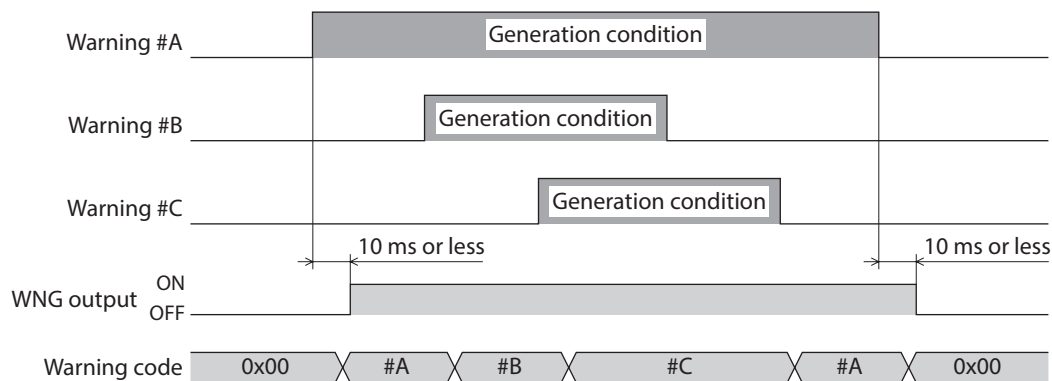 Warning #A
Generation condition
Warning #B
Generation condition
Warning #C
Generation condition
10 ms or less
10 ms or less
WNG output
ON
OFF
Warning code
0x00
#A
#B
#C
#A
0x00